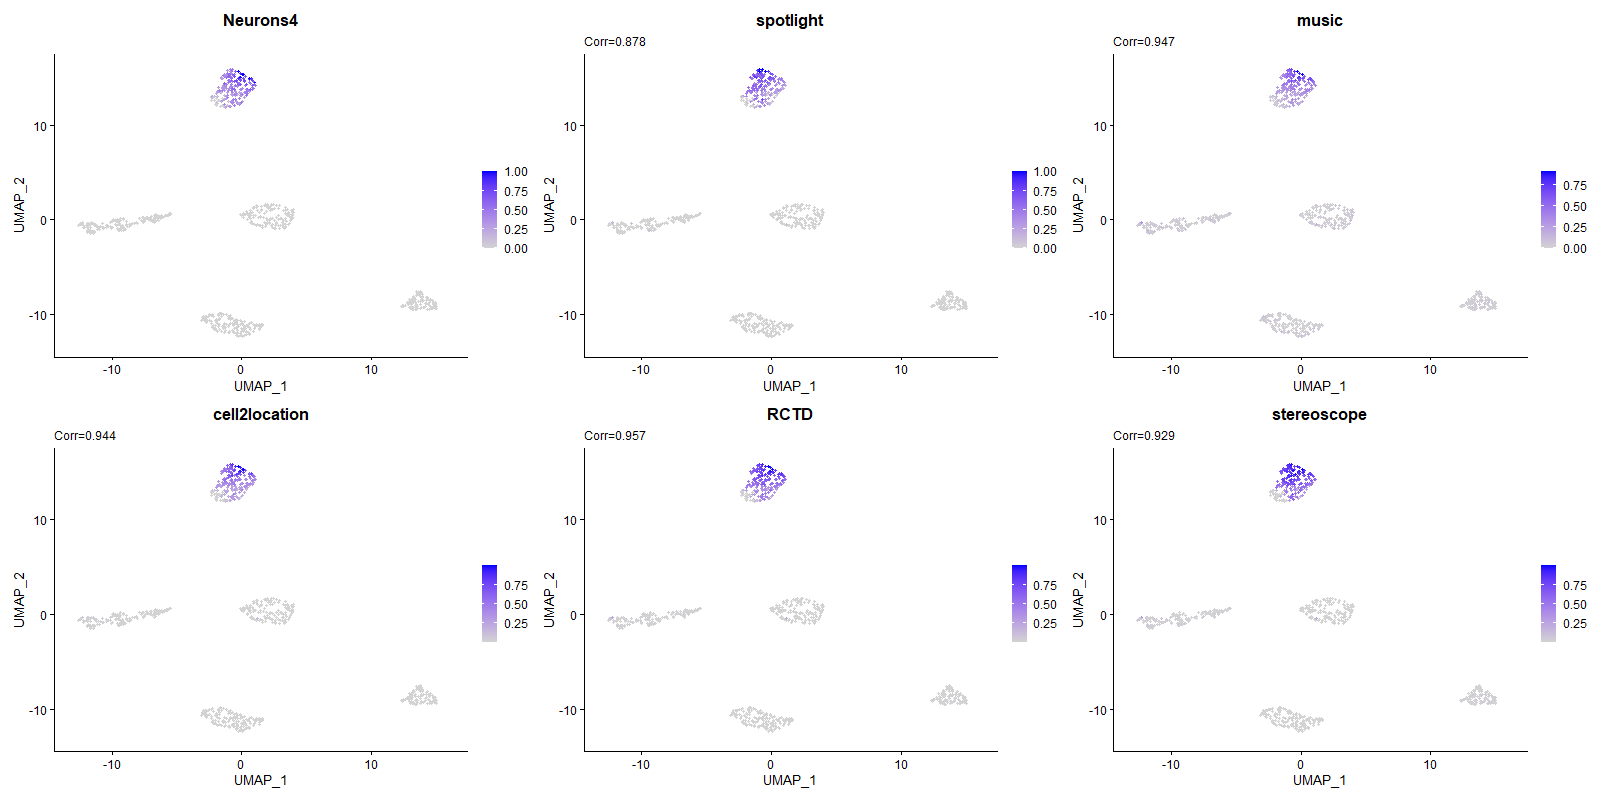 Neurons4
UMAP_2
10
0
-10
-10
0
10
UMAP_1
1.00
0.75
0.50
0.25
0.00
spotlight
Corr=0.878
UMAP_2
10
0
-10
-10
0
10
UMAP_1
1.00
0.75
0.50
0.25
0.00
music
Corr=0.947
UMAP_2
10
0
-10
-10
0
10
UMAP_1
0.75
0.50
0.25
0.00
cell2location
Corr=0.944
UMAP_2
10
0
-10
-10
0
10
UMAP_1
0.75
0.50
0.25
RCTD
Corr=0.957
UMAP_2
10
0
-10
-10
0
10
UMAP_1
0.75
0.50
0.25
stereoscope
Corr=0.929
UMAP_2
10
0
-10
-10
0
10
UMAP_1
0.75
0.50
0.25